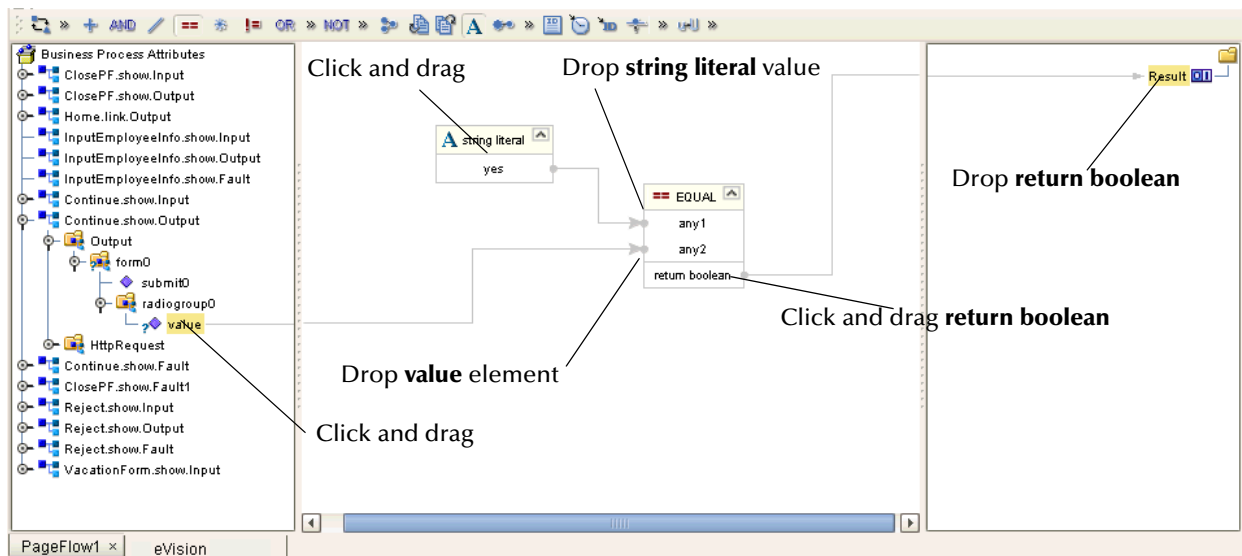 AND == != OR » NOT »
Business Process Attributes
ClosePF.show.Input
ClosePF.show.Output
Home.link.Output
InputEmployeeInfo.show.Input
InputEmployeeInfo.show.Output
InputEmployeeInfo.show.Fault
Continue.show.Input
Continue.show.Output
Output
form0
submit0
radiogroup0
value
HttpRequest
Continue.show.Fault
ClosePF.show.Fault1
Reject.show.Input
Reject.show.Output
Reject.show.Fault
VacationForm.show.Input
Click and drag
Drop string literal value
A string literal
yes
== EQUAL
any1
any2
return boolean
Click and drag return boolean
Drop value element
Click and drag
Result
Drop return boolean
PageFlow1 × eVision